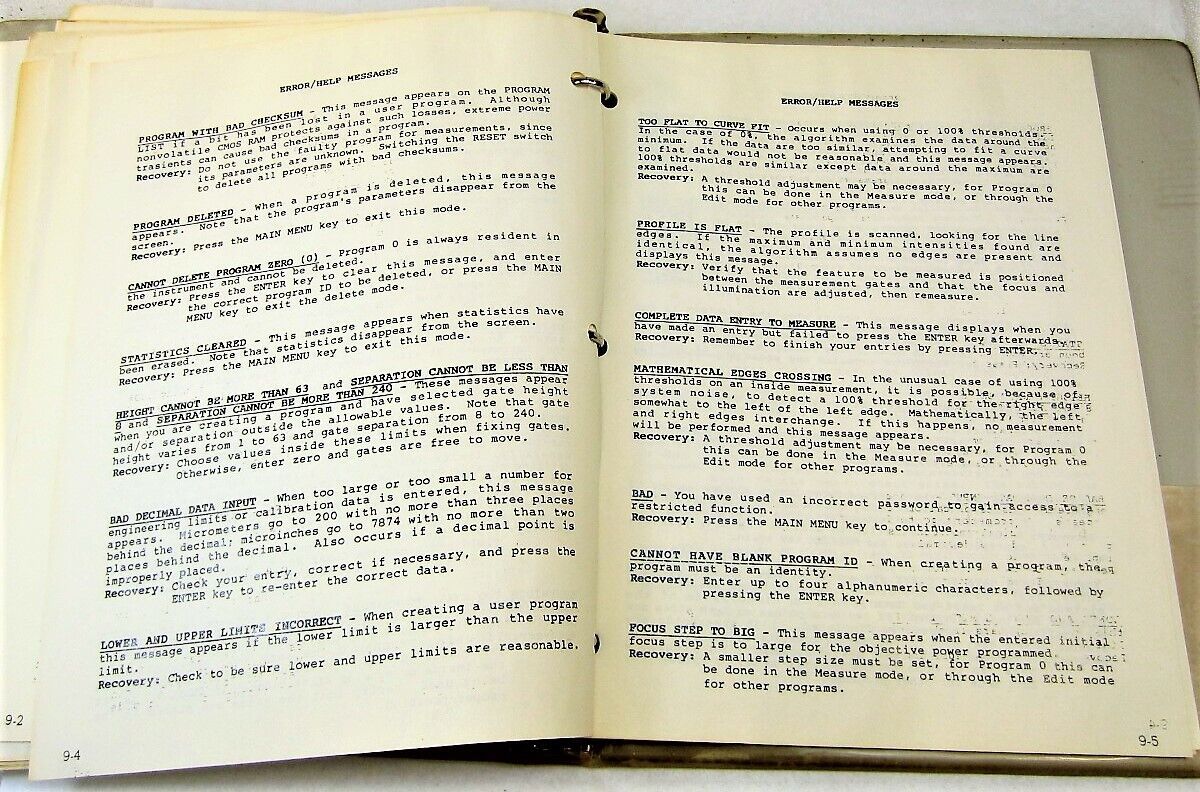 ERROR/HELP MESSAGES
PROGRAM WITH BAD CHECKSUM - This message appears on the PROGRAM
LIST if a bit has been lost in a user program. Although
nonvolatile CMOS RAM protects against such losses, extreme power
trasients can cause bad checksums in a program.
Recovery: Do not use the faulty program for measurements, since
its parameters are unknown. Switching the RESET switch
to delete all programs with bad checksums.
PROGRAM DELETED - When a program is deleted, this message
appears. Note that the program's parameters disappear from the
screen.
Recovery: Press the MAIN MENU key to exit this mode.
CANNOT DELETE PROGRAM ZERO (0) - Program 0 is always resident in
the instrument and cannot be deleted.
Recovery: Press the ENTER key to clear this message, and enter
the correct program ID to be deleted, or press the MAIN
MENU key to exit the delete mode.
STATISTICS CLEARED - This message appears when statistics have
been erased. Note that statistics disappear from the screen.
Recovery: Press the MAIN MENU key to exit this mode.
HEIGHT CANNOT BE MORE THAN 63 and SEPARATION CANNOT BE LESS THAN
8 and SEPARATION CANNOT BE MORE THAN 240 - These messages appear
when you are creating a program and have selected gate height
and/or separation outside the allowable values. Note that gate
height varies from 1 to 63 and gate separation from 8 to 240.
Recovery: Choose values inside these limits when fixing gates.
Otherwise, enter zero and gates are free to move.
BAD DECIMAL DATA INPUT - When too large or too small a number for
engineering limits or calibration data is entered, this message
appears. Micrometers go to 200 with no more than three places
behind the decimal; microinches go to 7874 with no more than two
places behind the decimal. Also occurs if a decimal point is
improperly placed.
Recovery: Check your entry, correct if necessary, and press the
ENTER key to re-enter the correct data.
LOWER AND UPPER LIMITS INCORRECT - When creating a user program
this message appears if the lower limit is larger than the upper
limit.
Recovery: Check to be sure lower and upper limits are reasonable.
9-2
9-4
ERROR/HELP MESSAGES
TOO FLAT TO CURVE FIT - Occurs when using 0 or 100% thresholds.
In the case of 0%, the algorithm examines the data around the
minimum. If the data are too similar, attempting to fit a curve
to flat data would not be reasonable and this message appears.
100% thresholds are similar except data around the maximum are
examined.
Recovery: A threshold adjustment may be necessary, for Program 0
this can be done in the Measure mode, or through the
Edit mode for other programs.
PROFILE IS FLAT - The profile is scanned, looking for the line
edges. If the maximum and minimum intensities found are
identical, the algorithm assumes no edges are present and
displays this message.
Recovery: Verify that the feature to be measured is positioned
between the measurement gates and that the focus and
illumination are adjusted, then remeasure.
COMPLETE DATA ENTRY TO MEASURE - This message displays when you
have made an entry but failed to press the ENTER key afterwards.
Recovery: Remember to finish your entries by pressing ENTER.
MATHEMATICAL EDGES CROSSING - In the unusual case of using 100%
thresholds on an inside measurement, it is possible, because of
system noise, to detect a 100% threshold for the right edge
somewhat to the left of the left edge. Mathematically, the left
and right edges interchange. If this happens, no measurement
will be performed and this message appears.
Recovery: A threshold adjustment may be necessary, for Program 0
this can be done in the Measure mode, or through the
Edit mode for other programs.
BAD - You have used an incorrect password to gain access to a
restricted function.
Recovery: Press the MAIN MENU key to continue.
CANNOT HAVE BLANK PROGRAM ID - When creating a program, the
program must be an identity.
Recovery: Enter up to four alphanumeric characters, followed by
pressing the ENTER key.
FOCUS STEP TO BIG - This message appears when the entered initial
focus step is to large for the objective power programmed.
Recovery: A smaller step size must be set, for Program 0 this can
be done in the Measure mode, or through the Edit mode
for other programs.
9-5